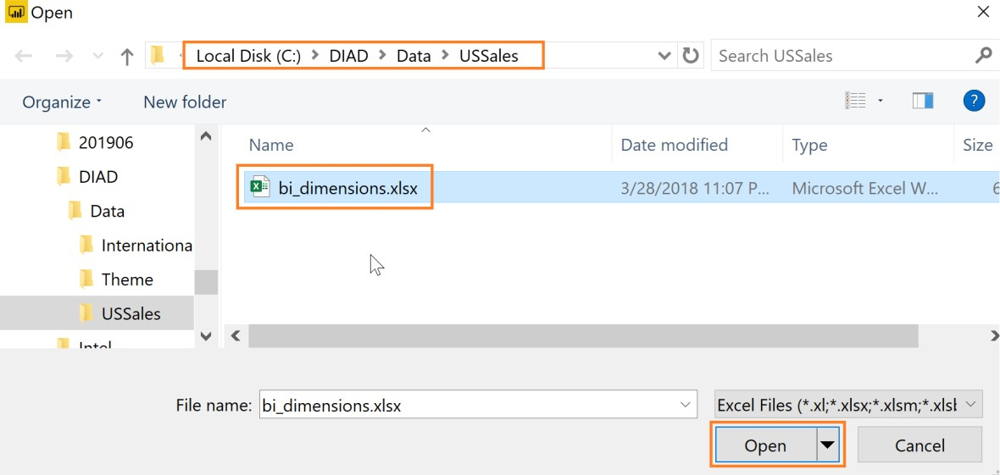 Open
Local Disk (C:) > DIAD > Data > USSales
Search USSales
Organize
New folder
?
201906
DIAD
Data
Internationa
Theme
USSales
Intel
Name
Date modified
Type
Size
bi_dimensions.xlsx
3/28/2018 11:07 P...
Microsoft Excel W...
6
File name:
bi_dimensions.xlsx
Excel Files (*.xl;*.xlsx;*.xlsm;*.xlsb
Open
Cancel